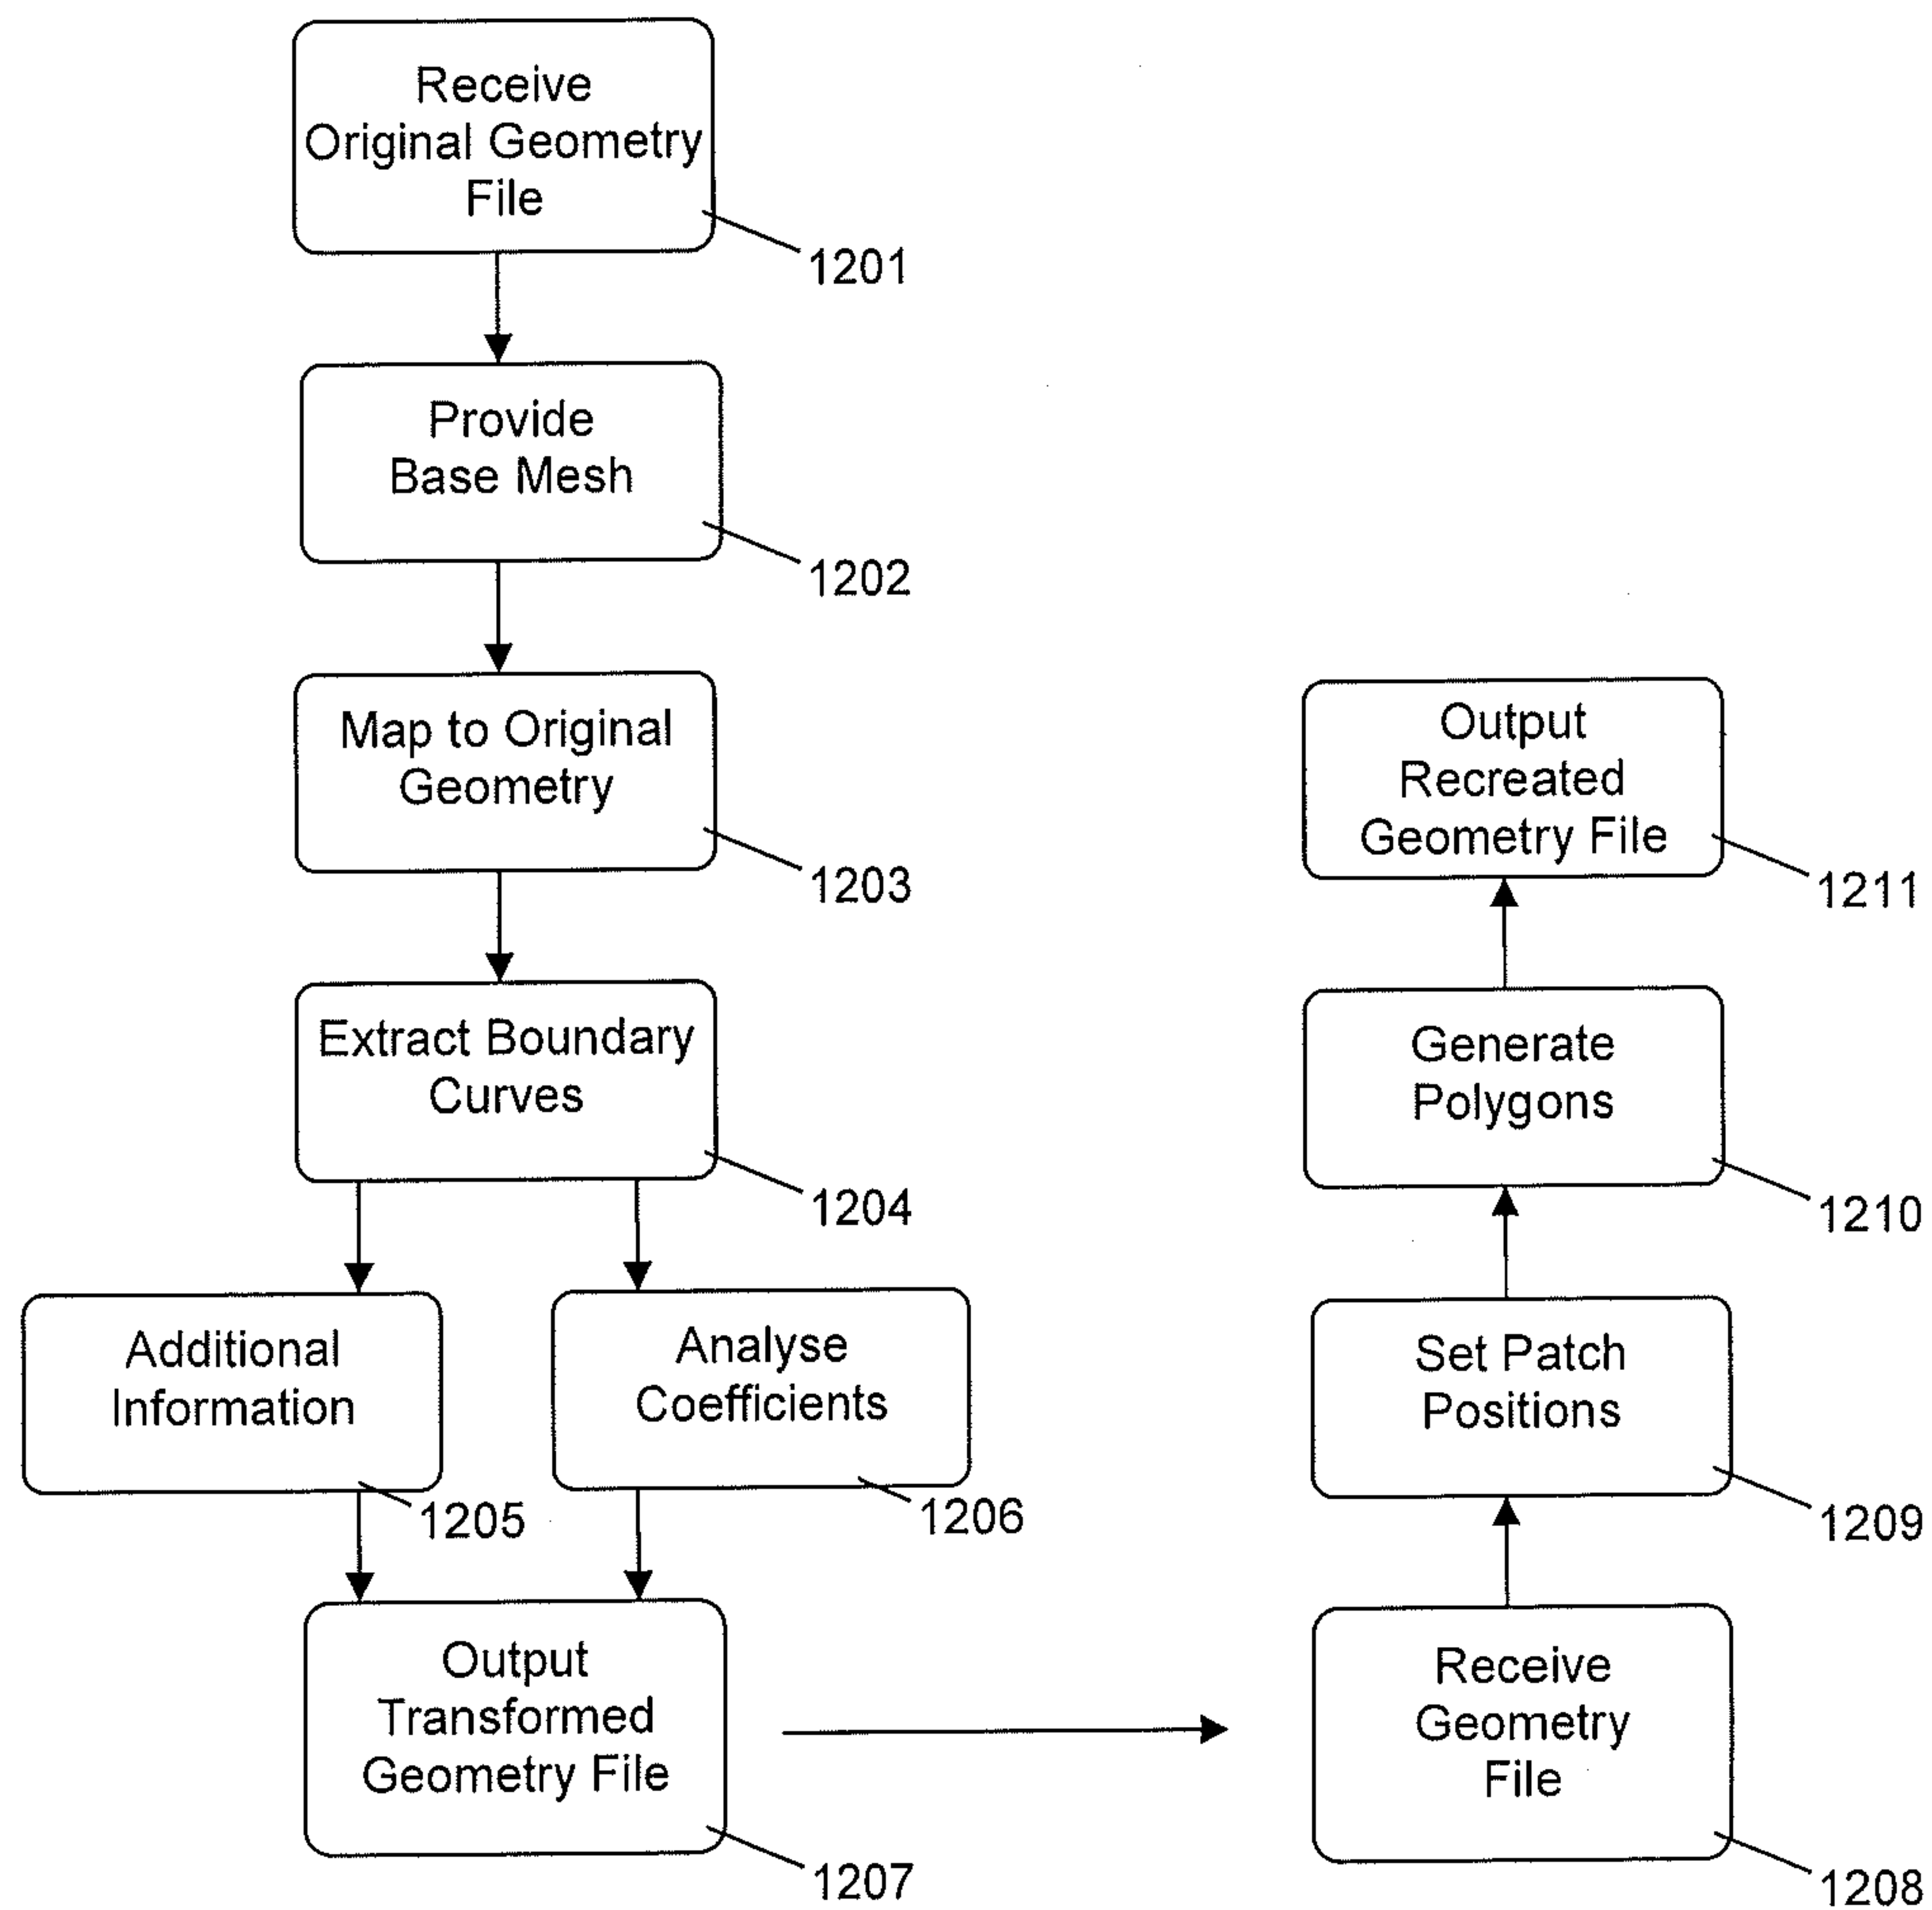 Receive
Original Geometry
File
1201
Provide
Base Mesh
1202
Map to Original
Geometry
1203
Extract Boundary
Curves
1204
Additional
Information
1205
Analyse
Coefficients
1206
Output
Transformed
Geometry File
1207
Receive
Geometry
File
1208
Set Patch
Positions
1209
Generate
Polygons
1210
Output
Recreated
Geometry File
1211